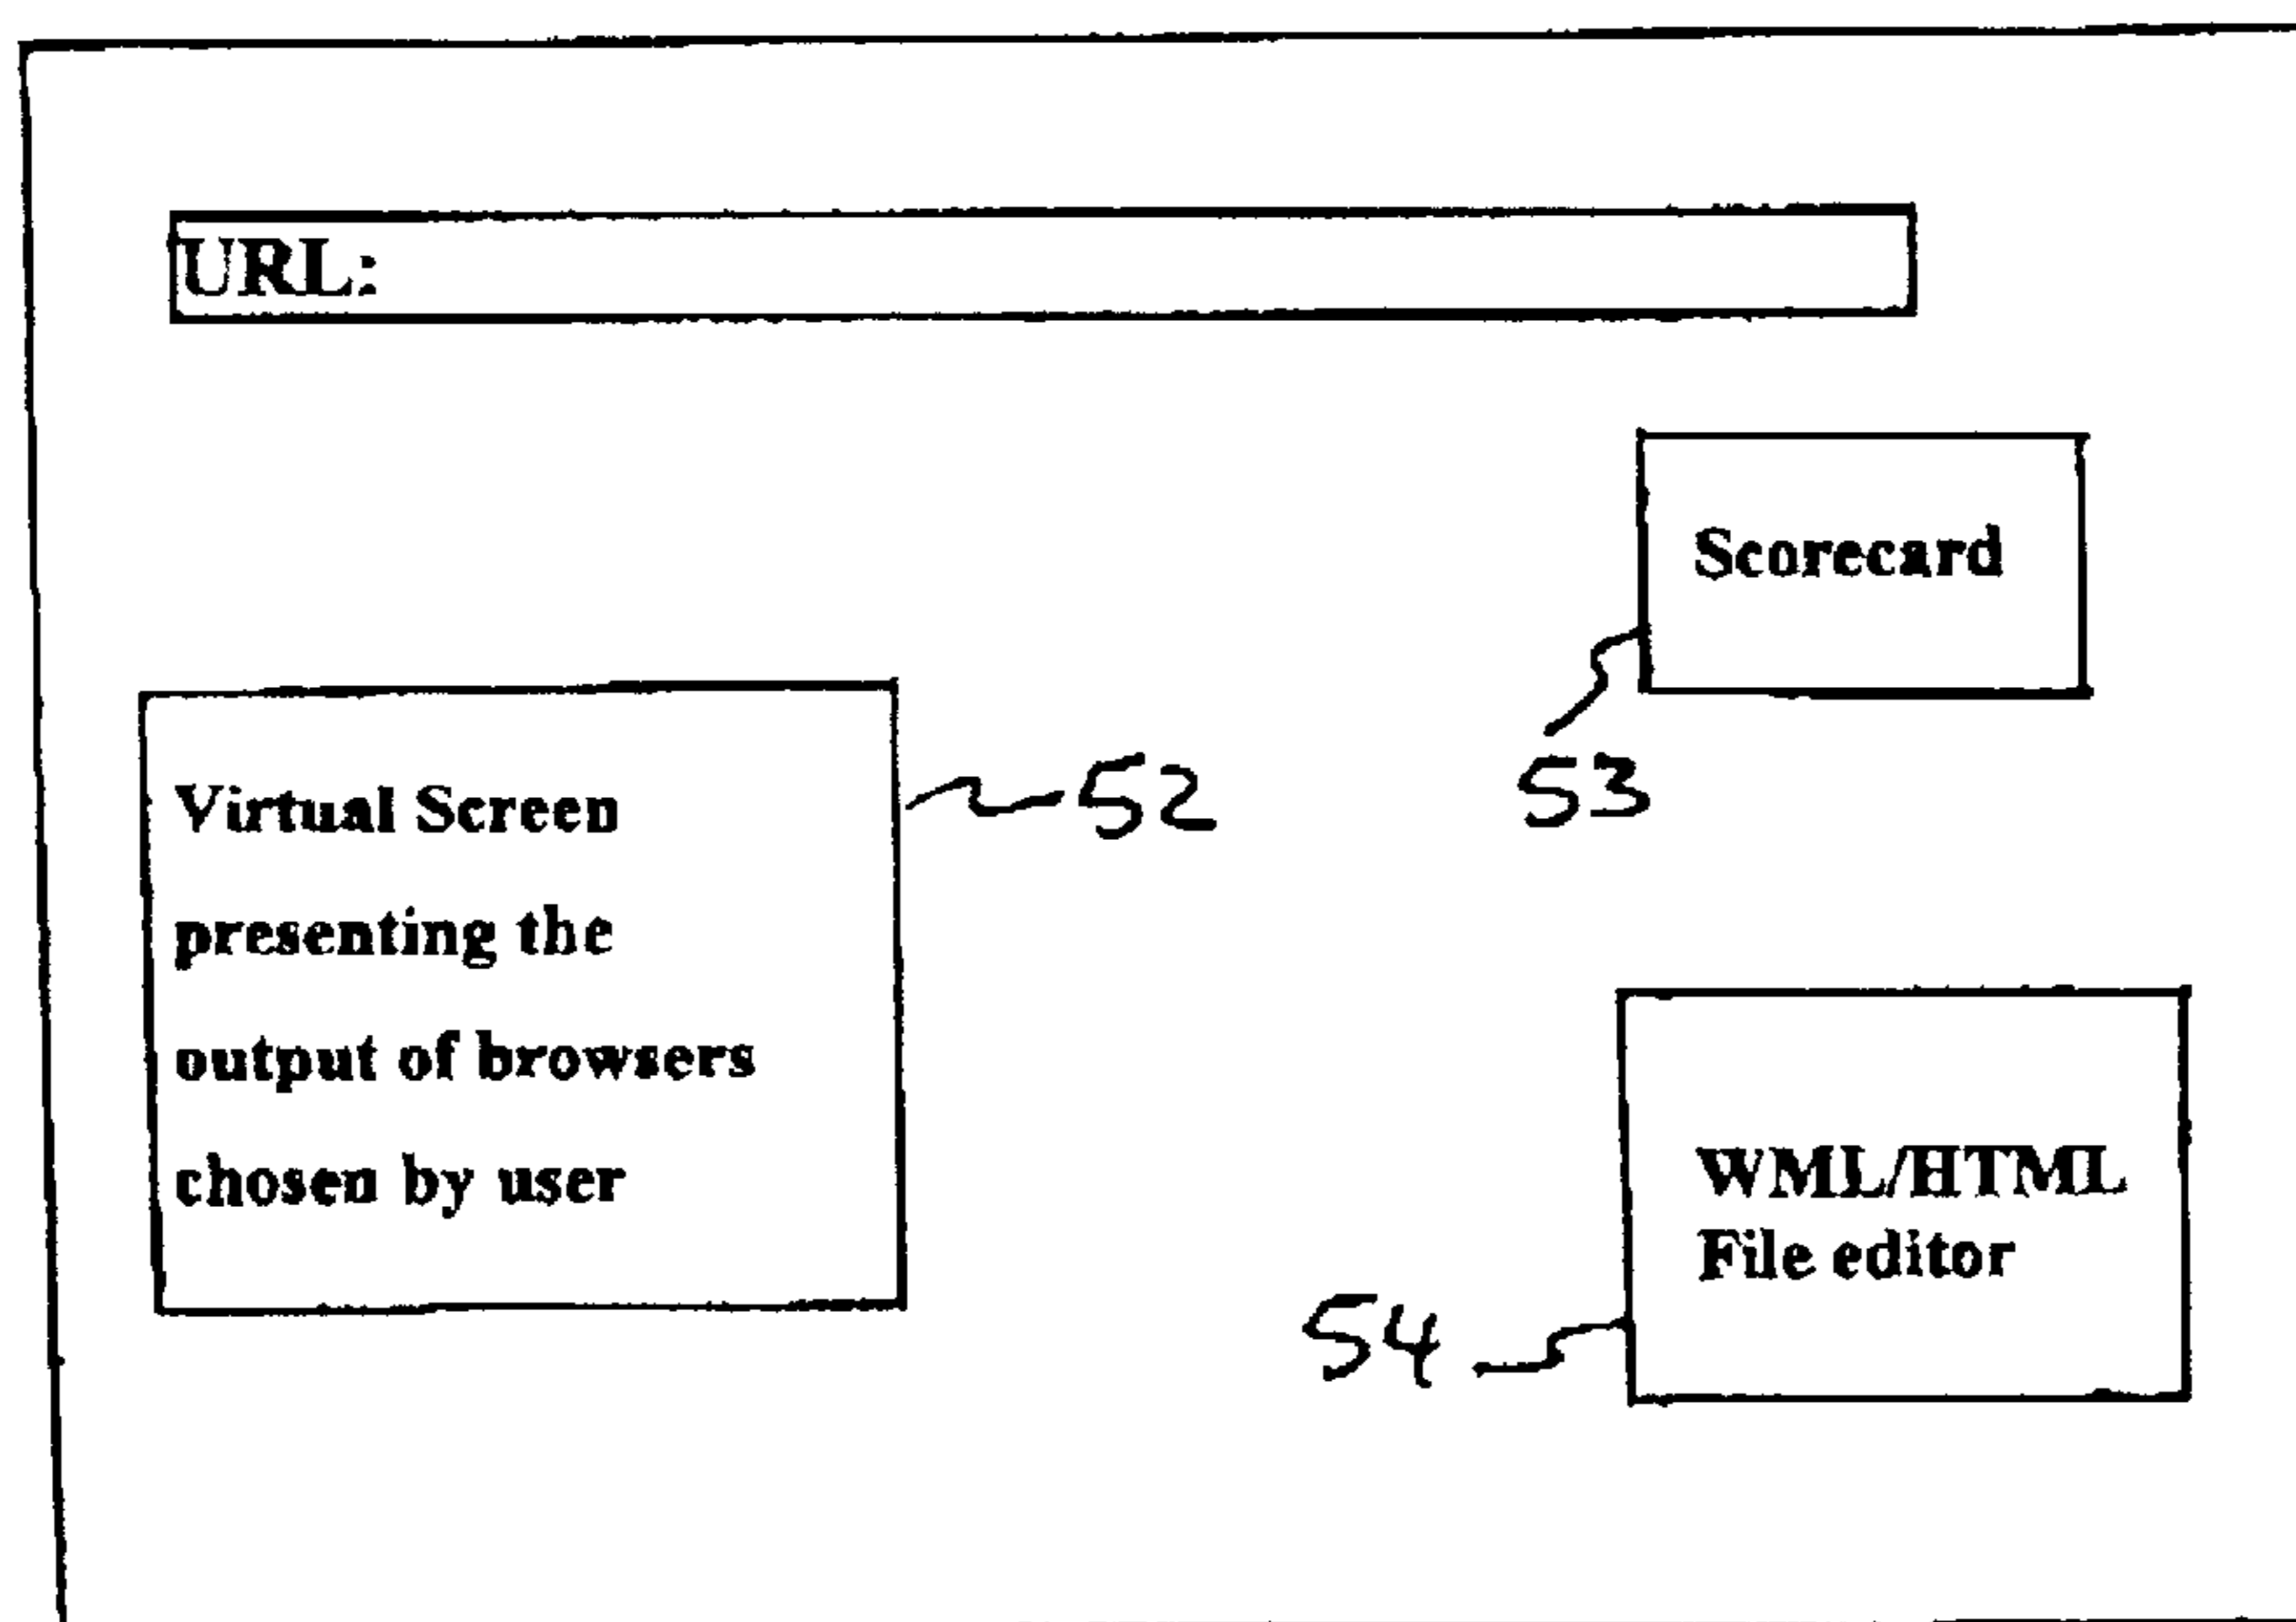 URL:
Scorecard
53
Virtual Screen
presenting the
output of browsers
chosen by user
52
WML/HTML
File editor
54